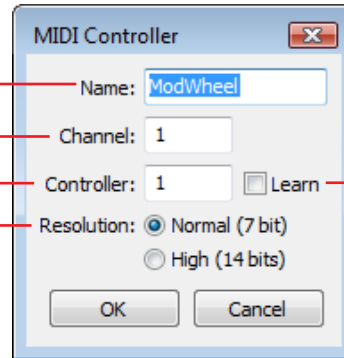 MIDI Controller
Name: ModWheel
Channel: 1
Controller: 1 Learn
Resolution: Normal (7 bit)
High (14 bits)
OK Cancel